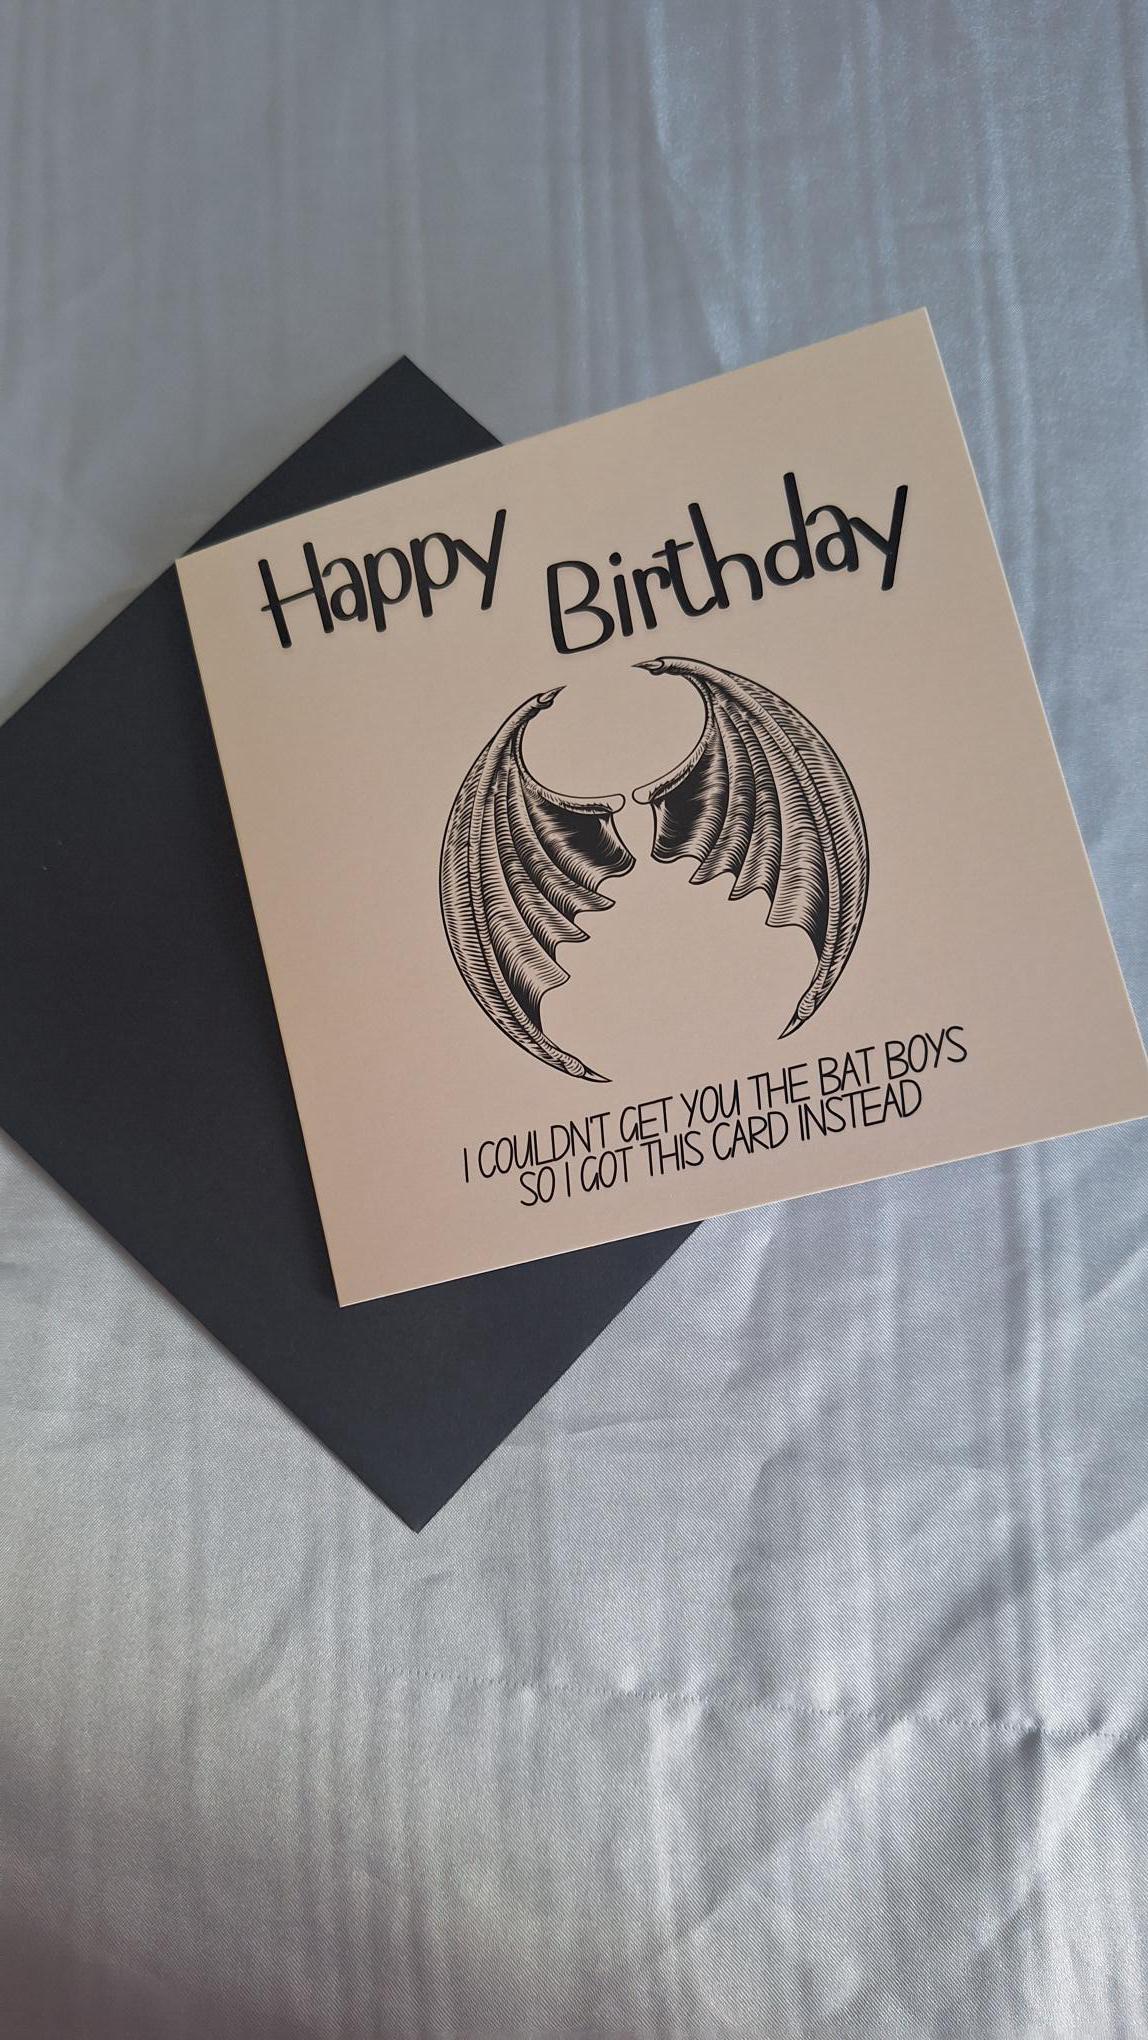 Happy Birthday
I COULDN'T GET YOU THE BAT BOYS
SO I GOT THIS CARD INSTEAD